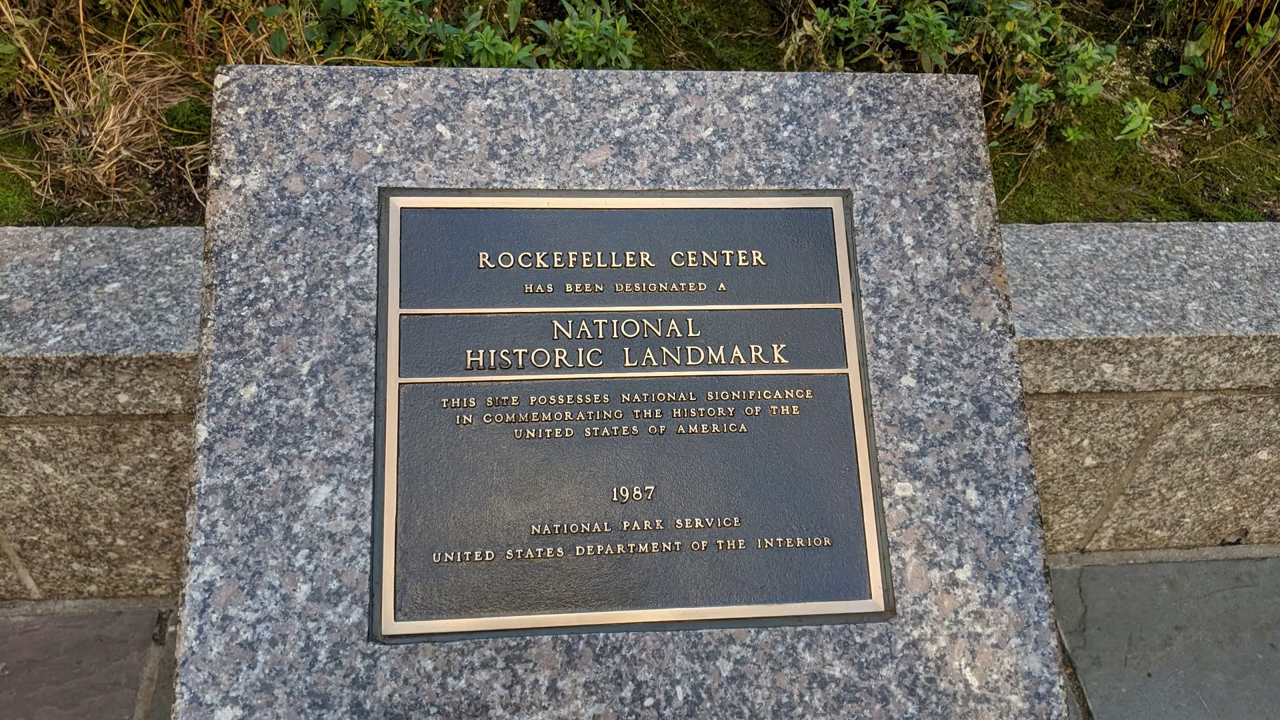 ROCKEFELLER CENTER
HAS BEEN DESIGNATED A
NATIONAL
HISTORIC LANDMARK
THIS SITE POSSESSES NATIONAL SIGNIFICANCE
IN COMMEMORATING THE HISTORY OF THE
UNITED STATES OF AMERICA
1987
NATIONAL PARK SERVICE
UNITED STATES DEPARTMENT OF THE INTERIOR